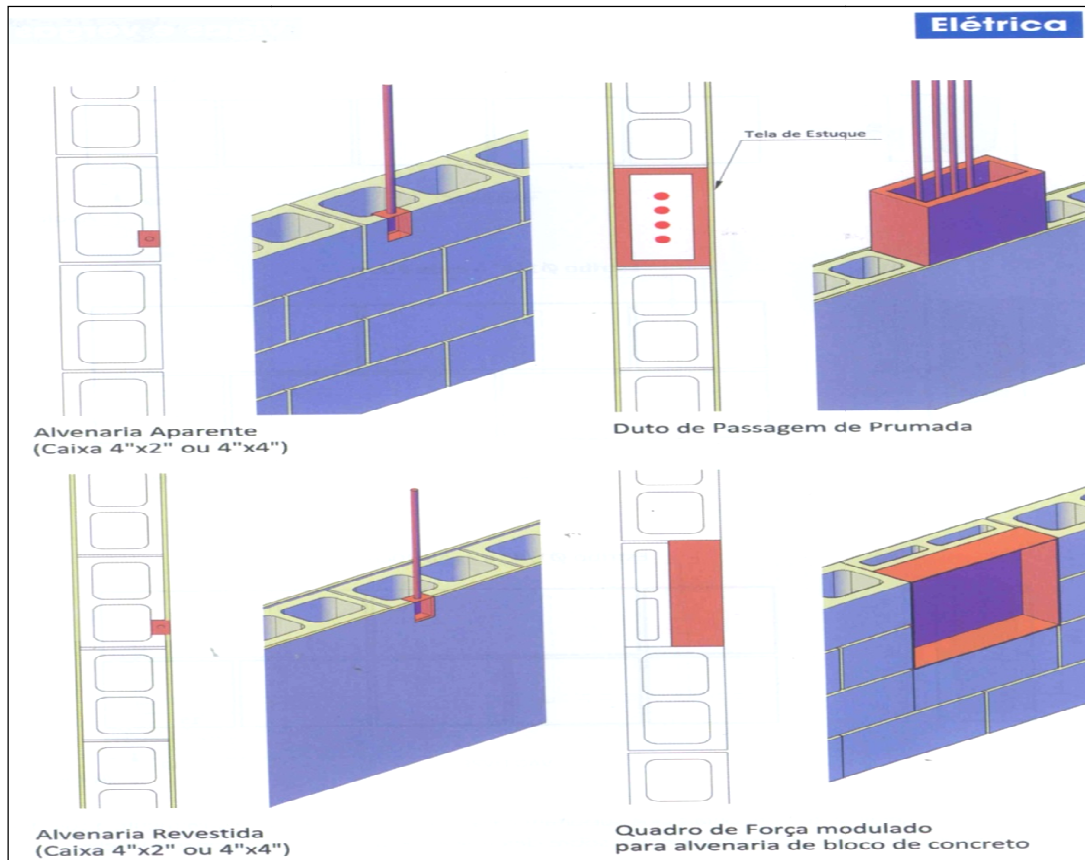 Elétrica
Tela de Estuque
Alvenaria Aparente
(Caixa 4"x2" ou 4"x4")
Duto de Passagem de Prumada
Alvenaria Revestida
(Caixa 4"x2" ou 4"x4")
Quadro de Força modulado
para alvenaria de bloco de concreto